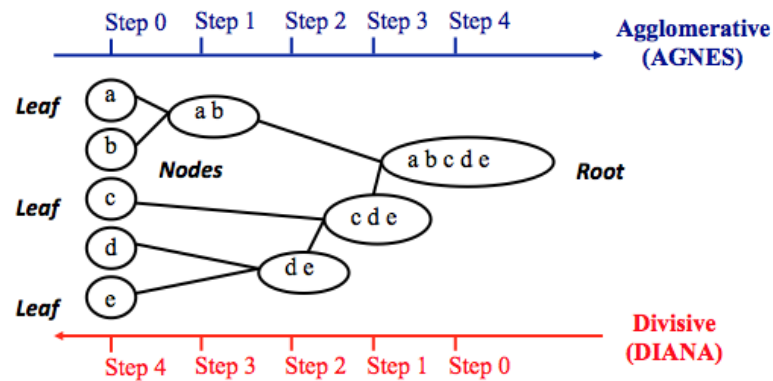 Step 0 Step 1 Step 2 Step 3 Step 4
Agglomerative
(AGNES)
Leaf a
a b
b
Nodes
a b c d e
Root
Leaf c
c d e
d
d e
Leaf e
Divisive
(DIANA)
Step 4 Step 3 Step 2 Step 1 Step 0